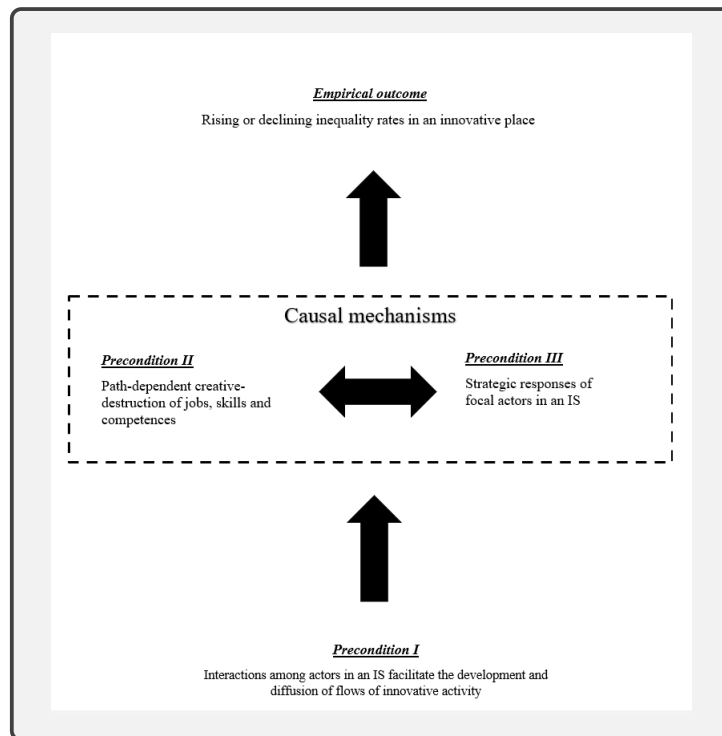 Empirical outcome
Rising or declining inequality rates in an innovative place
Causal mechanisms
Precondition II
Path-dependent creative-
destruction of jobs, skills and
competences
Precondition III
Strategic responses of
focal actors in an IS
Precondition I
Interactions among actors in an IS facilitate the development and
diffusion of flows of innovative activity